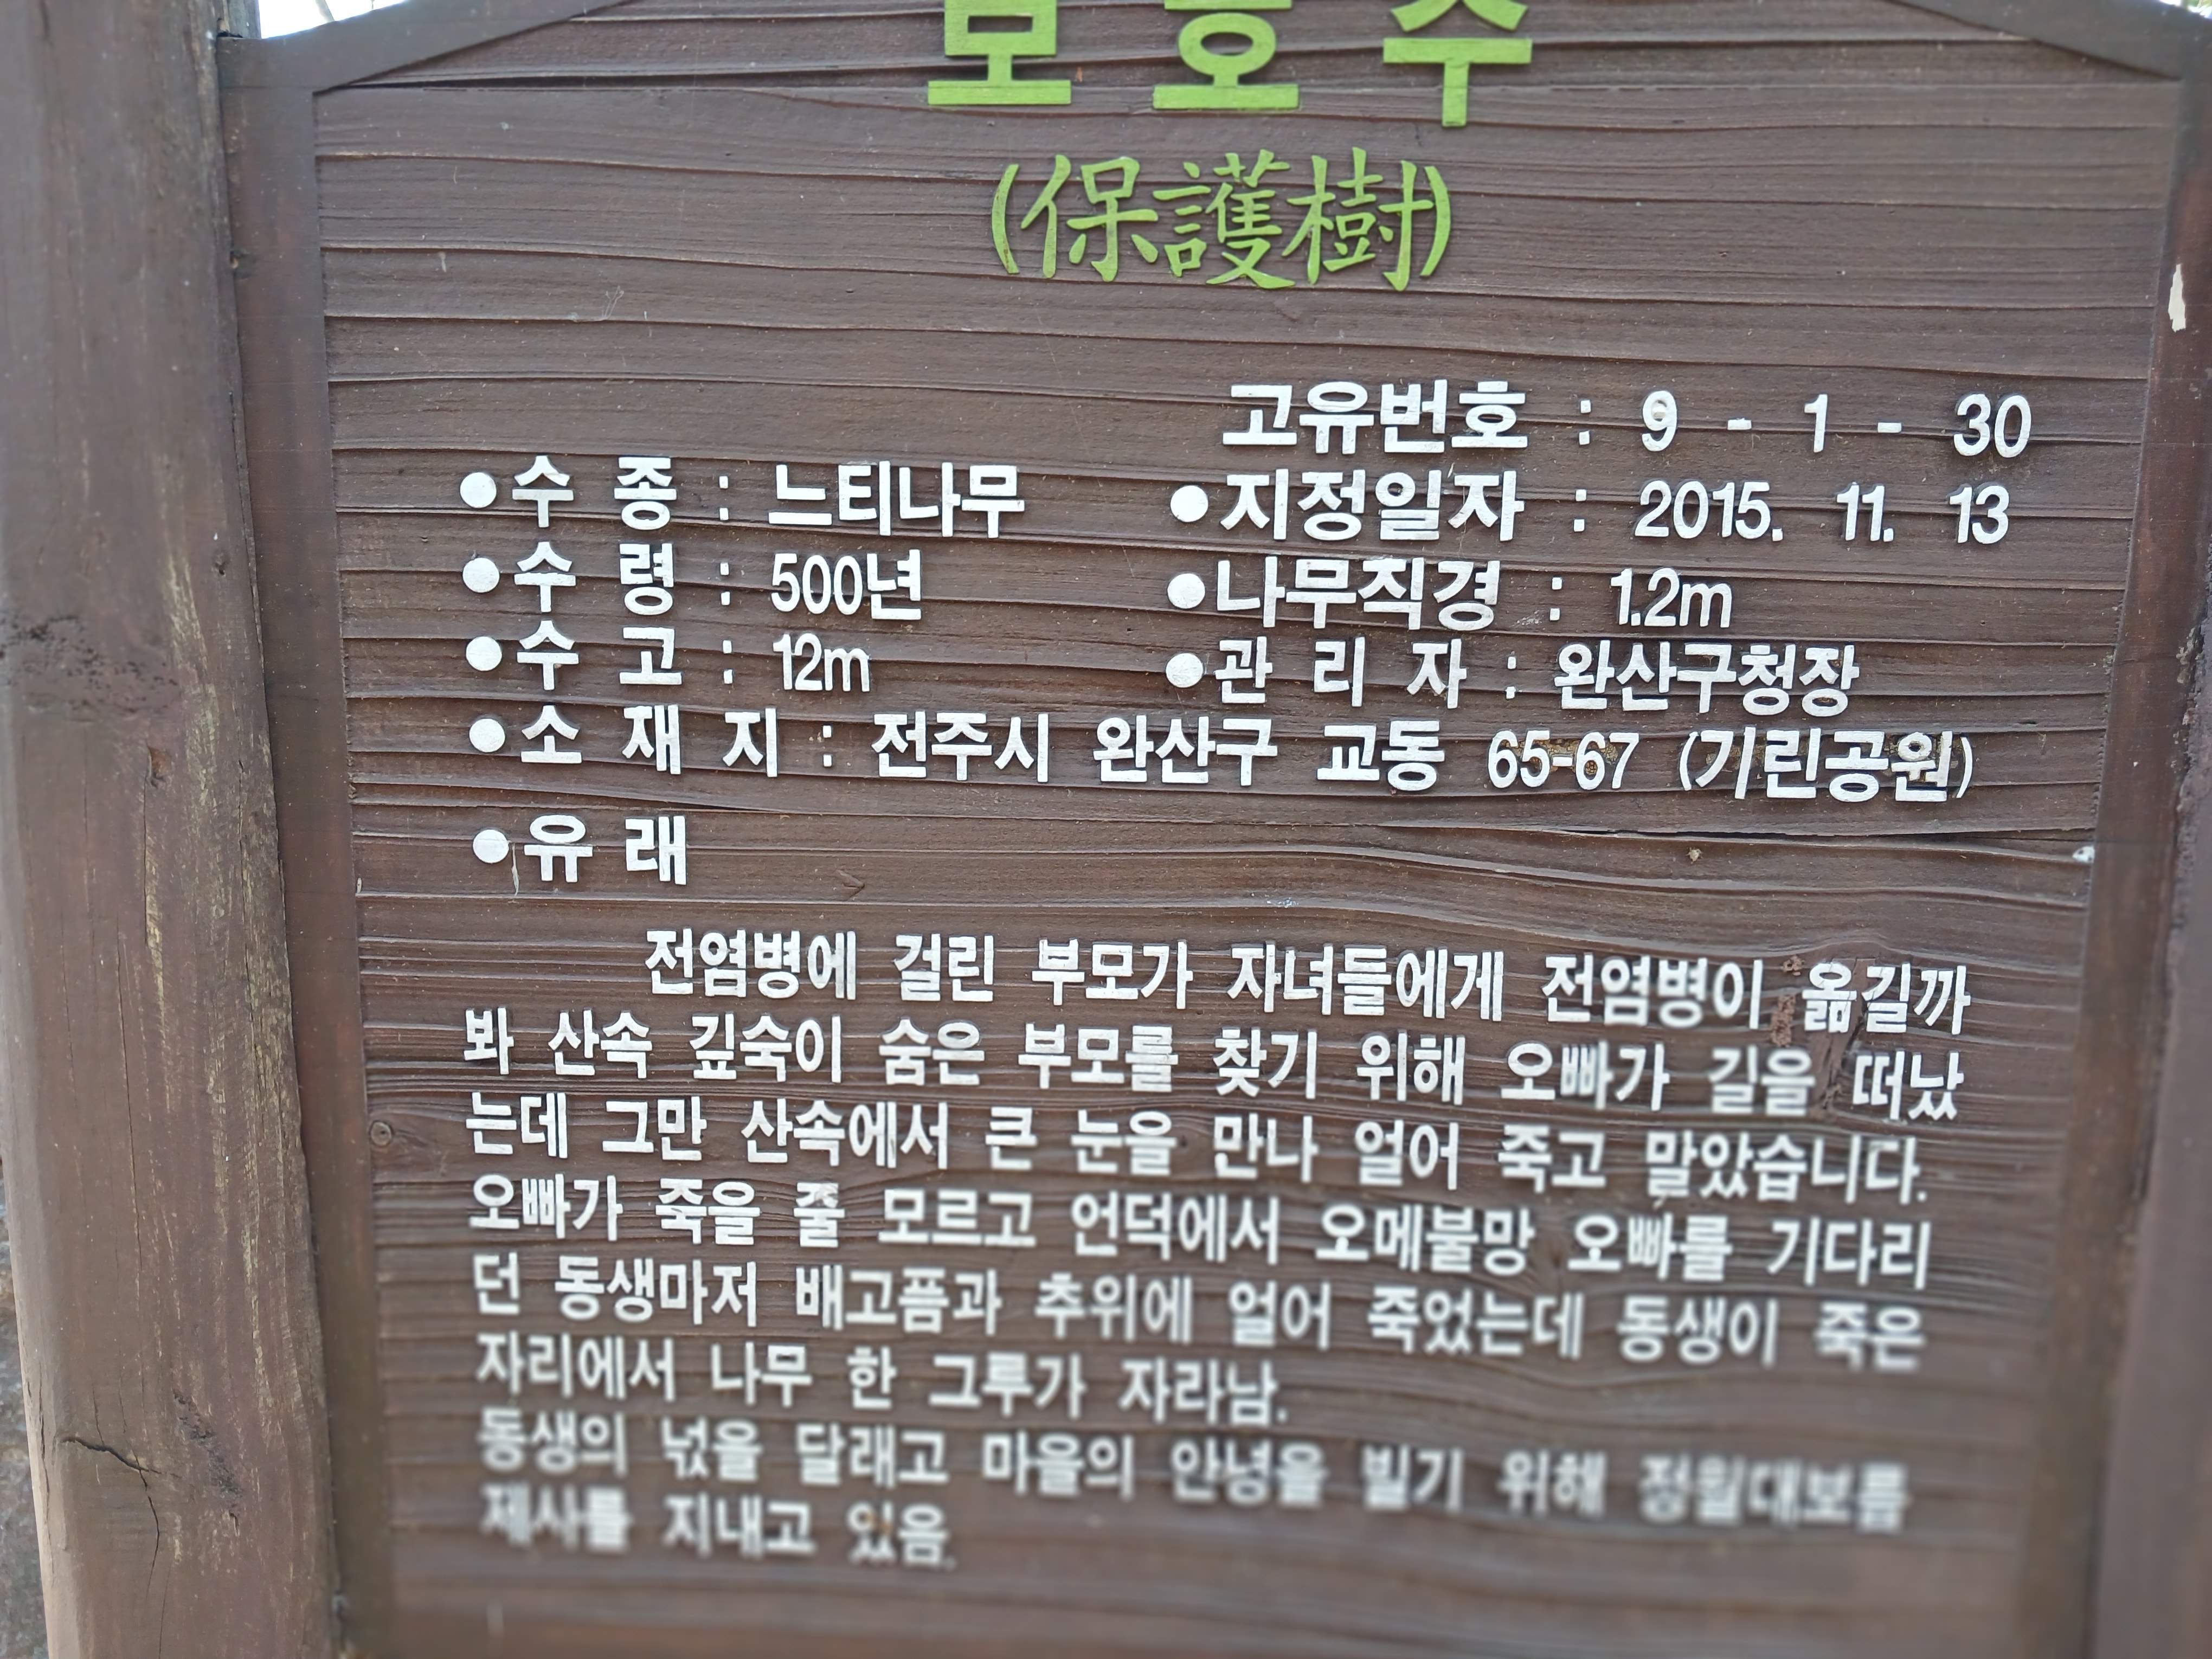 보호수
(保護樹)
고유번호 : 9 - 1 - 30
●수 종 : 느티나무 ●지정일자 : 2015. 11. 13
●수 령 : 500년 ●나무직경 : 1.2m
●수 고 : 12m ●관 리 자 : 완산구청장
●소 재 지 : 전주시 완산구 교동 65-67 (기린공원)
●유 래
전염병에 걸린 부모가 자녀들에게 전염병이 옮길까
봐 산속 깊숙이 숨은 부모를 찾기 위해 오빠가 길을 떠났
는데 그만 산속에서 큰 눈을 만나 얼어 죽고 말았습니다.
오빠가 죽을 줄 모르고 언덕에서 오메불망 오빠를 기다리
던 동생마저 배고픔과 추위에 얼어 죽었는데 동생이 죽은
자리에서 나무 한 그루가 자라남.
동생의 넋을 달래고 마을의 안녕을 빌기 위해 정월대보름
제사를 지내고 있음.